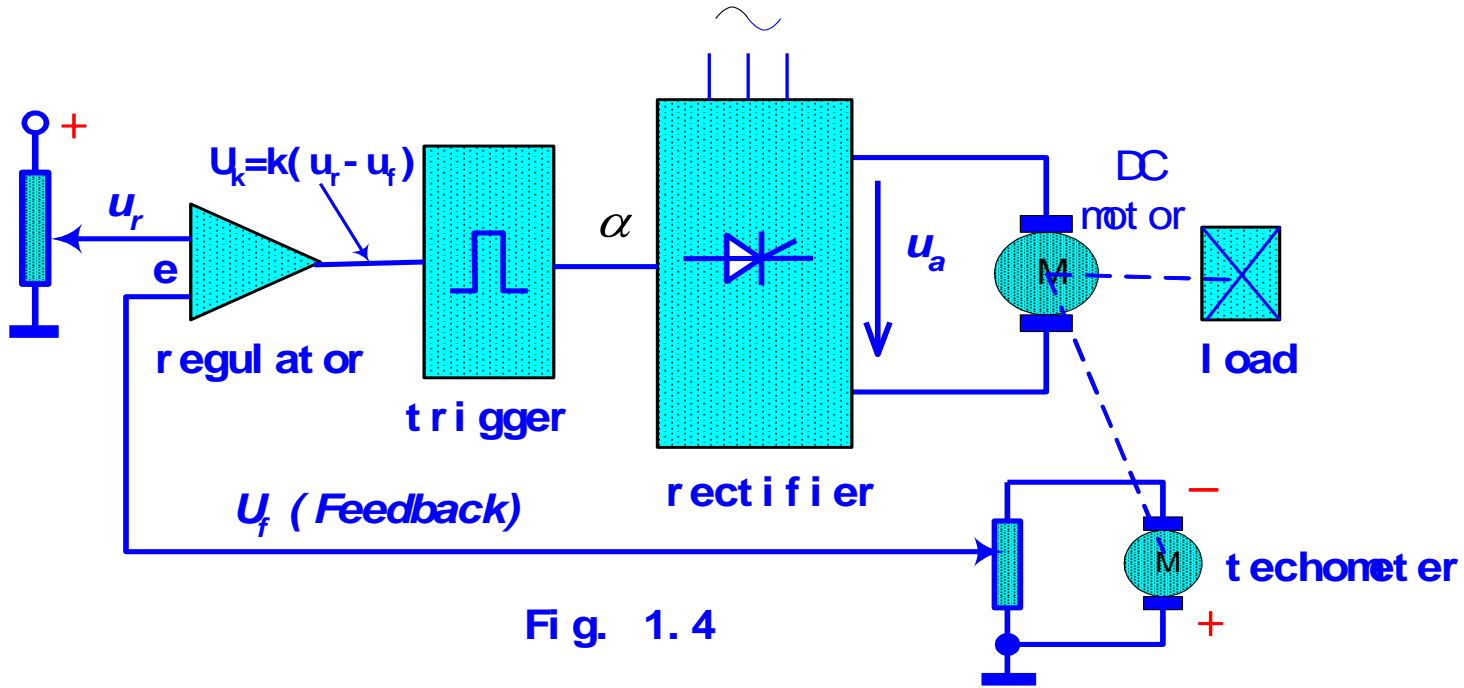 +
U_k=k(u_r-u_f)
u_r
e
α
u_a
DC
motor
M
regulator
trigger
rectifier
load
U_f (Feedback)
−
M
techometer
+
Fig. 1.4